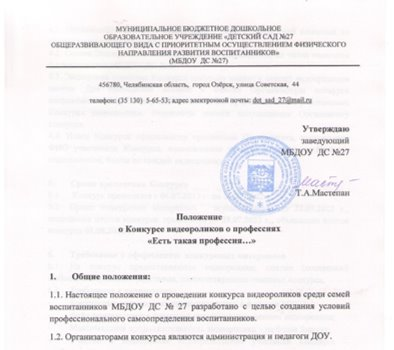 МУНИЦИПАЛЬНОЕ БЮДЖЕТНОЕ ДОШКОЛЬНОЕ
ОБРАЗОВАТЕЛЬНОЕ УЧРЕЖДЕНИЕ «ДЕТСКИЙ САД №27
ОБЩЕРАЗВИВАЮЩЕГО ВИДА С ПРИОРИТЕТНЫМ ОСУЩЕСТВЛЕНИЕМ ФИЗИЧЕСКОГО
НАПРАВЛЕНИЯ РАЗВИТИЯ ВОСПИТАННИКОВ»
(МБДОУ ДС №27)
456780, Челябинская область, город Озёрск, улица Советская, 44
телефон: (35 130) 5-65-53; адрес электронной почты: dot_sad_27@mail.ru
Утверждаю
заведующий
МБДОУ ДС №27
Т.А.Мастепан
Положение
о Конкурсе видеороликов о профессиях
«Есть такая профессия…»
1. Общие положения:
1.1. Настоящее положение о проведении конкурса видеороликов среди семей
воспитанников МБДОУ ДС № 27 разработано с целью создания условий
профессионального самоопределения воспитанников.
1.2. Организаторами конкурса являются администрация и педагоги ДОУ.